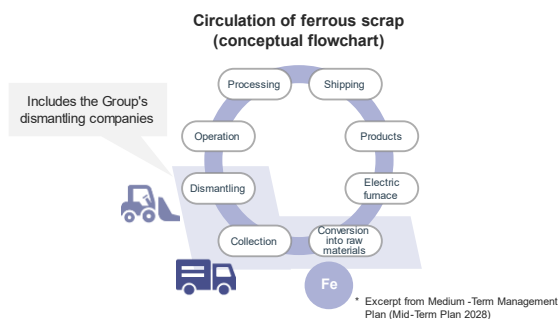 Circulation of ferrous scrap
(conceptual flowchart)
Includes the Group's
dismantling companies
Processing
Shipping
Operation
Products
Dismantling
Electric
furnace
Collection
Conversion
into raw
materials
Fe
* Excerpt from Medium -Term Management
Plan (Mid-Term Plan 2028)